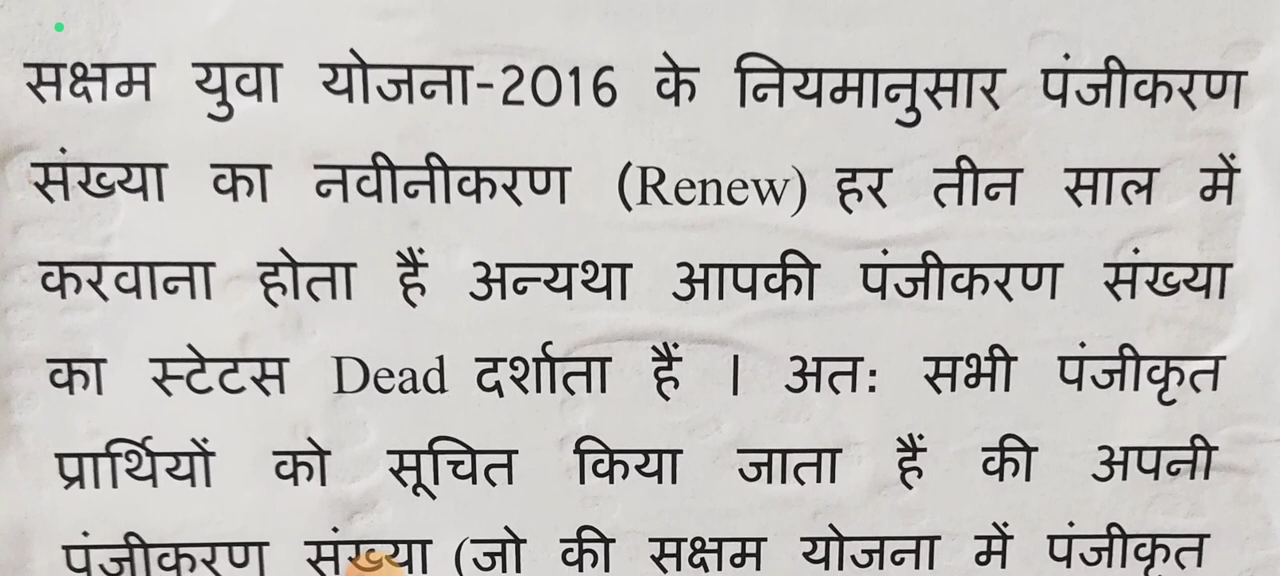 सक्षम युवा योजना-2016 के नियमानुसार पंजीकरण
संख्या का नवीनीकरण (Renew) हर तीन साल में
करवाना होता हैं अन्यथा आपकी पंजीकरण संख्या
का स्टेटस Dead दर्शाता हैं । अतः सभी पंजीकृत
प्रार्थियों को सूचित किया जाता हैं की अपनी
पंजीकरण संख्या (जो की सक्षम योजना में पंजीकृत